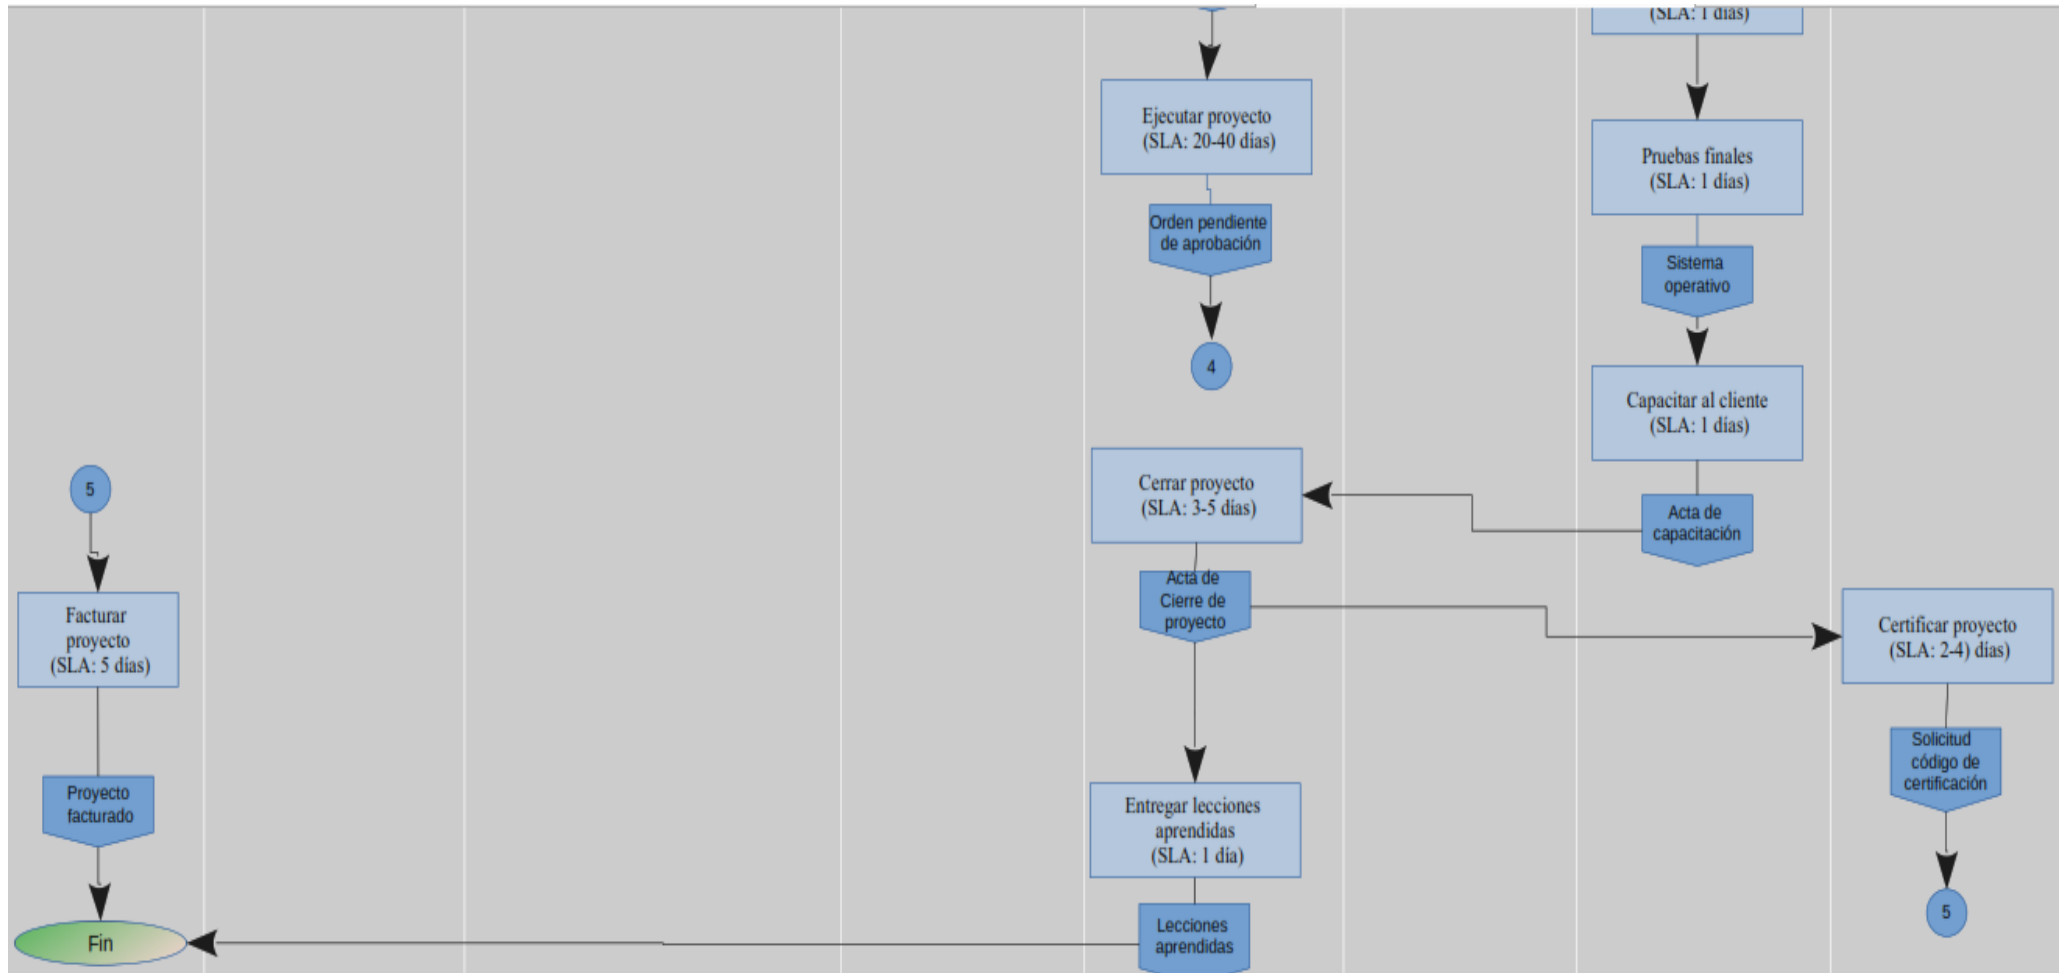 (SLA: 1 días)
Ejecutar proyecto
(SLA: 20-40 días)
Pruebas finales
(SLA: 1 días)
Orden pendiente
de aprobación
Sistema
operativo
4
Capacitar al cliente
(SLA: 1 días)
5
Cerrar proyecto
(SLA: 3-5 días)
Acta de
capacitación
Acta de
Cierre de
proyecto
Facturar
proyecto
(SLA: 5 días)
Certificar proyecto
(SLA: 2-4) días)
Solicitud
código de
certificación
Proyecto
facturado
Entregar lecciones
aprendidas
(SLA: 1 día)
5
Fin
Lecciones
aprendidas